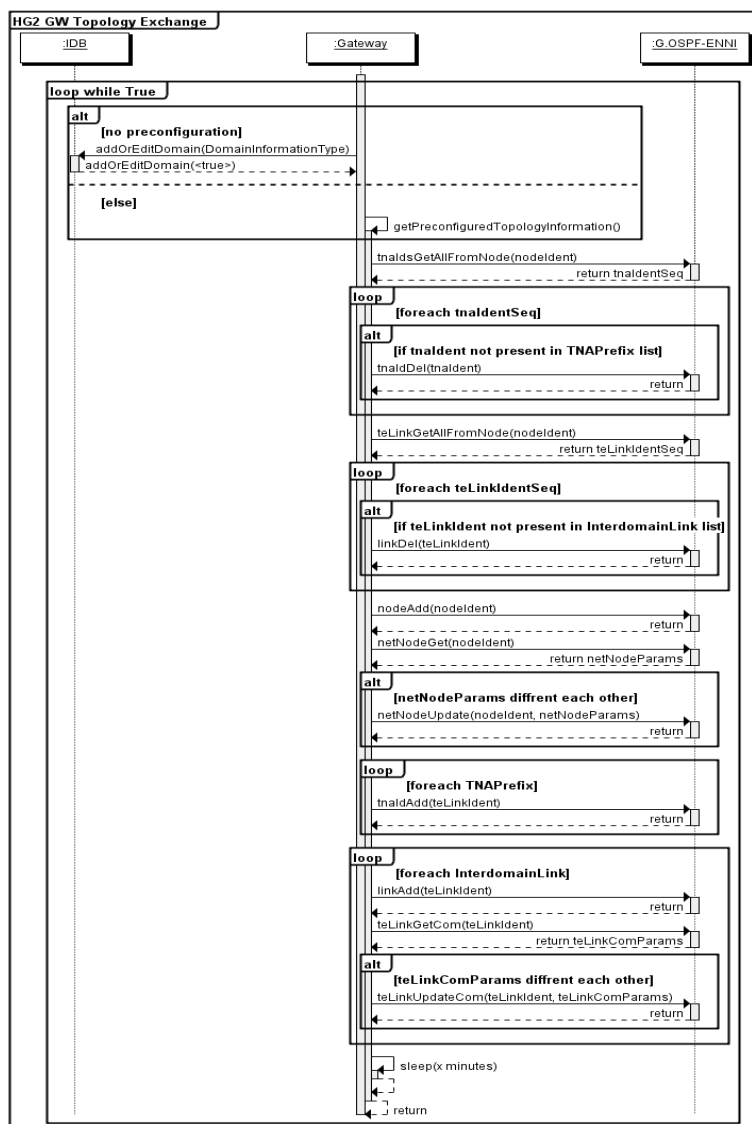 HG2 GW Topology Exchange
:IDB
:Gateway
:G.OSPF-ENNI
loop while True
alt
[no preconfiguration]
addOrEditDomain(DomainInformationType)
addOrEditDomain(<true>)
[else]
getPreconfiguredTopologyInformation()
tnaIdsGetAllFromNode(nodeIdent)
return tnaIdentSeq
loop
[foreach tnaIdentSeq]
alt
[if tnaIdent not present in TNAPrefix list]
tnaIdDel(tnaIdent)
return
teLinkGetAllFromNode(nodeIdent)
return teLinkIdentSeq
loop
[foreach teLinkIdentSeq]
alt
[if teLinkIdent not present in InterdomainLink list]
linkDel(teLinkIdent)
return
nodeAdd(nodeIdent)
return
netNodeGet(nodeIdent)
return netNodeParams
alt
[netNodeParams diffrent each other]
netNodeUpdate(nodeIdent, netNodeParams)
return
loop
[foreach TNAPrefix]
tnaIdAdd(teLinkIdent)
return
loop
[foreach InterdomainLink]
linkAdd(teLinkIdent)
return
teLinkGetCom(teLinkIdent)
return teLinkComParams
alt
[teLinkComParams diffrent each other]
teLinkUpdateCom(teLinkIdent, teLinkComParams)
return
sleep(x minutes)
return